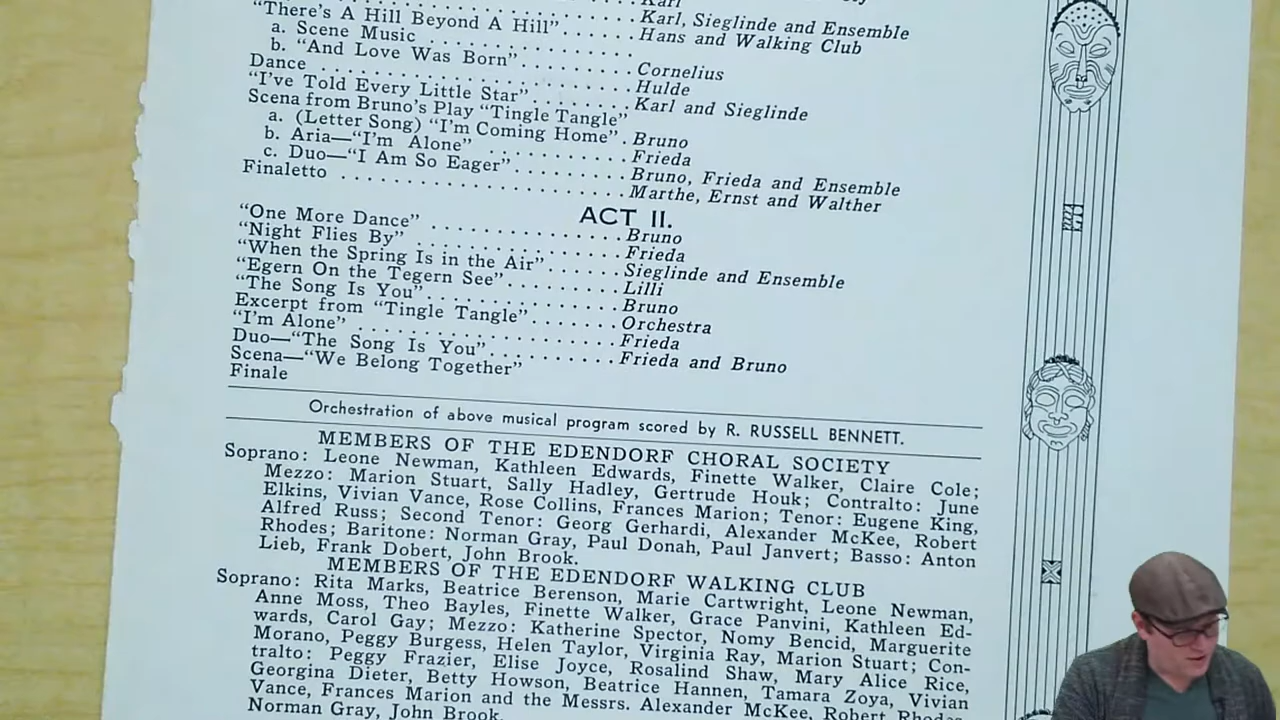 Karl
"There's A Hill Beyond A Hill"......Karl, Sieglinde and Ensemble
a. Scene Music ....................Hans and Walking Club
b. "And Love Was Born"............Cornelius
Dance ............................Hulde
"I've Told Every Little Star".........Karl and Sieglinde
Scena from Bruno's Play "Tingle Tangle"
a. (Letter Song) "I'm Coming Home".Bruno
b. Aria—"I'm Alone" ..............Frieda
c. Duo—"I Am So Eager"............Bruno, Frieda and Ensemble
Finaletto ..........................Marthe, Ernst and Walther
ACT II.
"One More Dance" .................Bruno
"Night Flies By" ..................Frieda
"When the Spring Is in the Air"......Sieglinde and Ensemble
"Egern On the Tegern See"..........Lilli
"The Song Is You".................Bruno
Excerpt from "Tingle Tangle".......Orchestra
"I'm Alone" .......................Frieda
Duo—"The Song Is You"............Frieda and Bruno
Scena—"We Belong Together"
Finale
Orchestration of above musical program scored by R. RUSSELL BENNETT.
MEMBERS OF THE EDENDORF CHORAL SOCIETY
Soprano: Leone Newman, Kathleen Edwards, Finette Walker, Claire Cole;
Mezzo: Marion Stuart, Sally Hadley, Gertrude Houk; Contralto: June
Elkins, Vivian Vance, Rose Collins, Frances Marion; Tenor: Eugene King,
Alfred Russ; Second Tenor: Georg Gerhardi, Alexander McKee, Robert
Rhodes; Baritone: Norman Gray, Paul Donah, Paul Janvert; Basso: Anton
Lieb, Frank Dobert, John Brook.
MEMBERS OF THE EDENDORF WALKING CLUB
Soprano: Rita Marks, Beatrice Berenson, Marie Cartwright, Leone Newman,
Anne Moss, Theo Bayles, Finette Walker, Grace Panvini, Kathleen Ed-
wards, Carol Gay; Mezzo: Katherine Spector, Nomy Bencid, Marguerite
Morano, Peggy Burgess, Helen Taylor, Virginia Ray, Marion Stuart; Con-
tralto: Peggy Frazier, Elise Joyce, Rosalind Shaw, Mary Alice Rice,
Georgina Dieter, Betty Howson, Beatrice Hannen, Tamara Zoya, Vivian
Vance, Frances Marion and the Messrs. Alexander McKee, Robert Rhodes,
Norman Gray, John Brook.